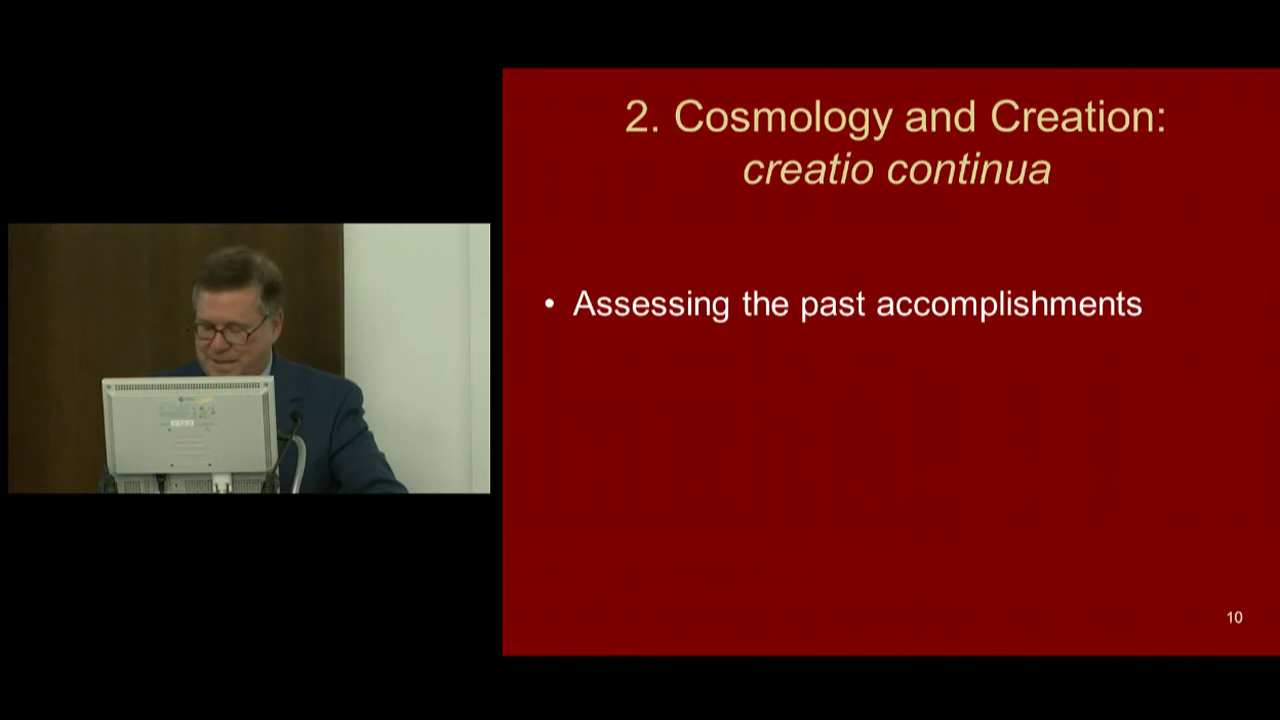 2. Cosmology and Creation:
creatio continua
• Assessing the past accomplishments
10